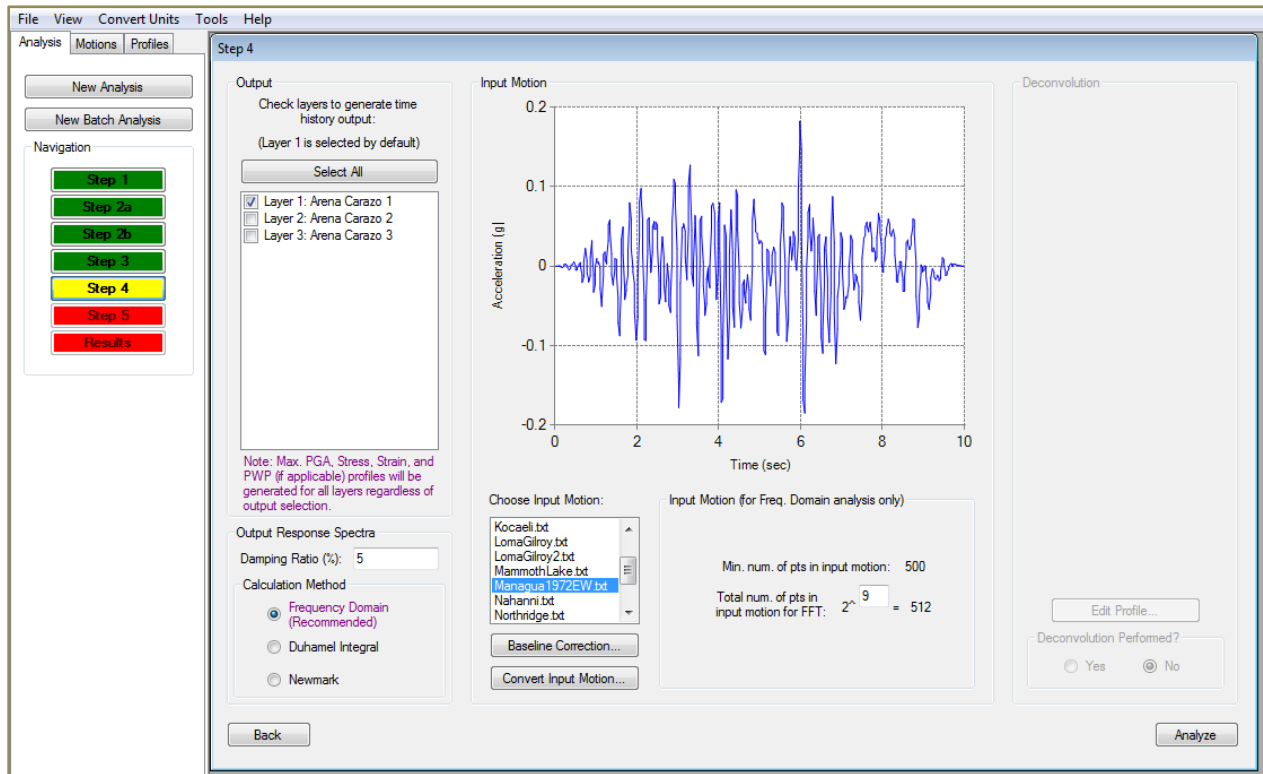 File View Convert Units Tools Help
Analysis Motions Profiles
New Analysis
New Batch Analysis
Navigation
Step 1
Step 2a
Step 2b
Step 3
Step 4
Step 5
Results
Step 4
Output
Check layers to generate time
history output:
(Layer 1 is selected by default)
Select All
Layer 1: Arena Carazo 1
Layer 2: Arena Carazo 2
Layer 3: Arena Carazo 3
Note: Max. PGA, Stress, Strain, and
PWP (if applicable) profiles will be
generated for all layers regardless of
output selection.
Output Response Spectra
Damping Ratio (%): 5
Calculation Method
Frequency Domain
(Recommended)
Duhamel Integral
Newmark
Back
Input Motion
Acceleration [g]
0.2
0.1
0
-0.1
-0.2
0 2 4 6 8 10
Time (sec)
Choose Input Motion:
Kocaeli.txt
LomaGilroy.txt
LomaGilroy2.txt
MammothLake.txt
Managua1972EW.txt
Nahanni.txt
Northridge.txt
Baseline Correction...
Convert Input Motion...
Input Motion (for Freq. Domain analysis only)
Min. num. of pts in input motion: 500
Total num. of pts in
input motion for FFT: 2^ 9 = 512
Deconvolution
Edit Profile...
Deconvolution Performed?
Yes No
Analyze